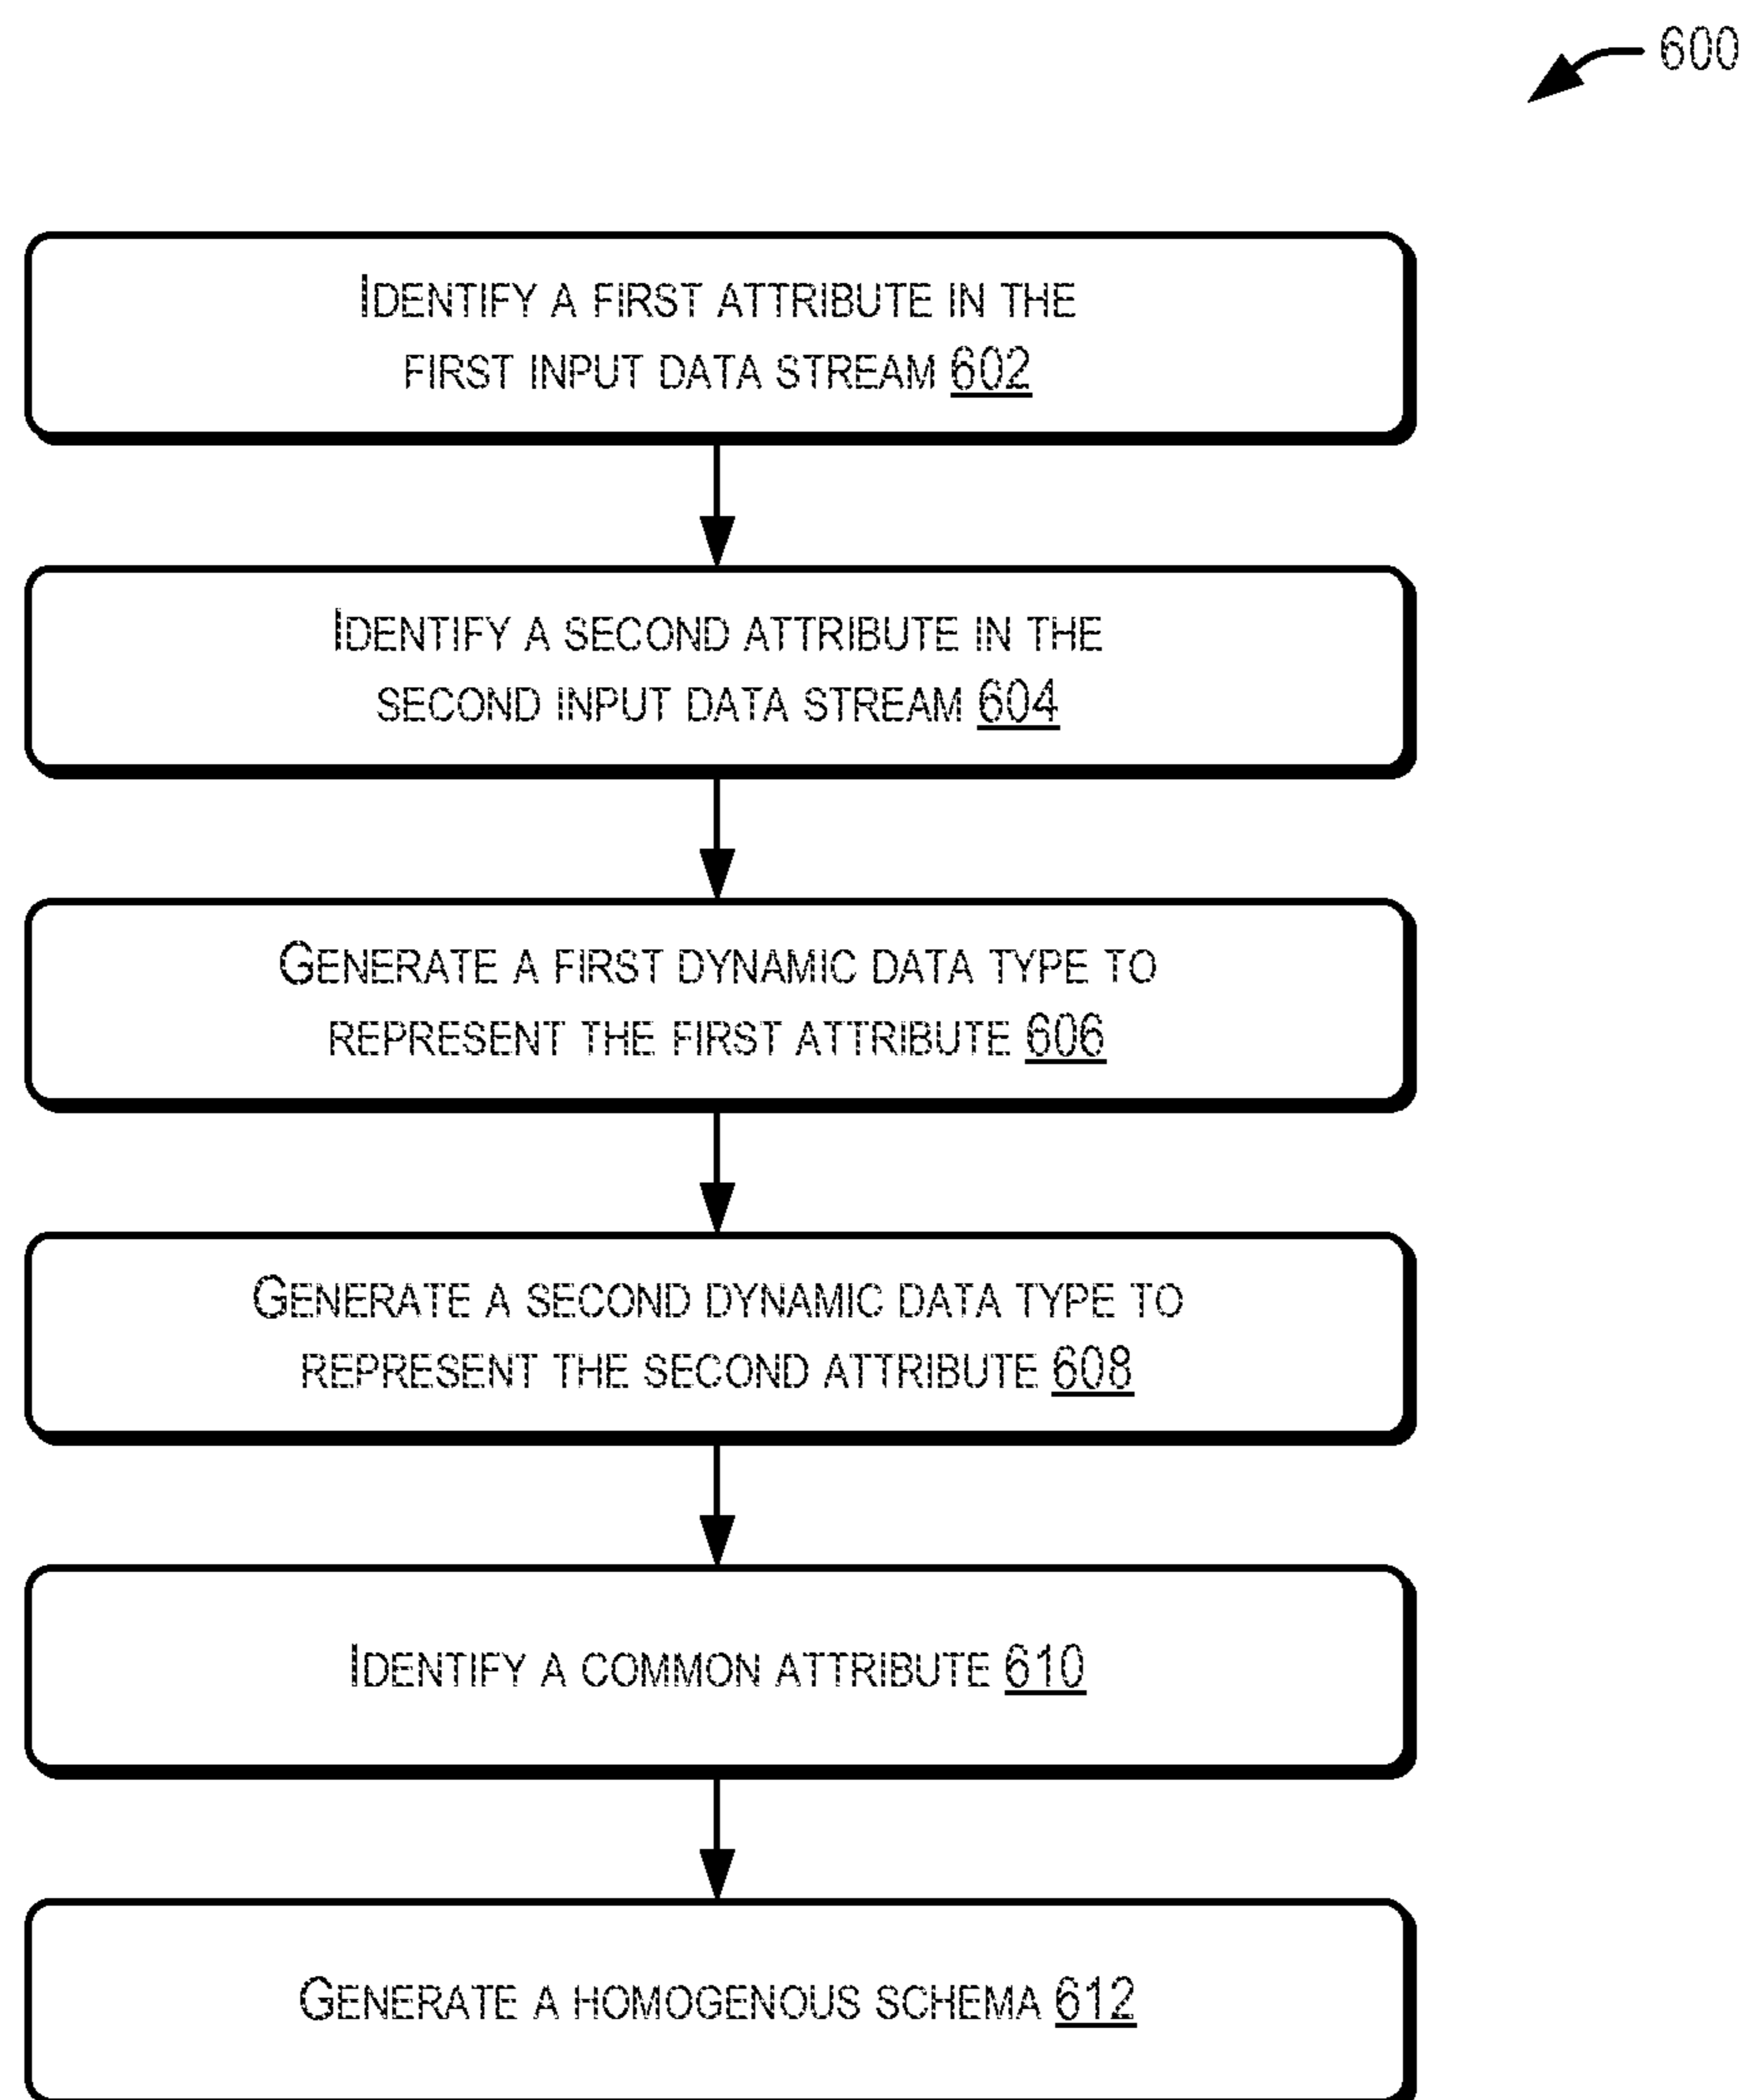 600
IDENTIFY A FIRST ATTRIBUTE IN THE
FIRST INPUT DATA STREAM 602
IDENTIFY A SECOND ATTRIBUTE IN THE
SECOND INPUT DATA STREAM 604
GENERATE A FIRST DYNAMIC DATA TYPE TO
REPRESENT THE FIRST ATTRIBUTE 606
GENERATE A SECOND DYNAMIC DATA TYPE TO
REPRESENT THE SECOND ATTRIBUTE 608
IDENTIFY A COMMON ATTRIBUTE 610
GENERATE A HOMOGENOUS SCHEMA 612